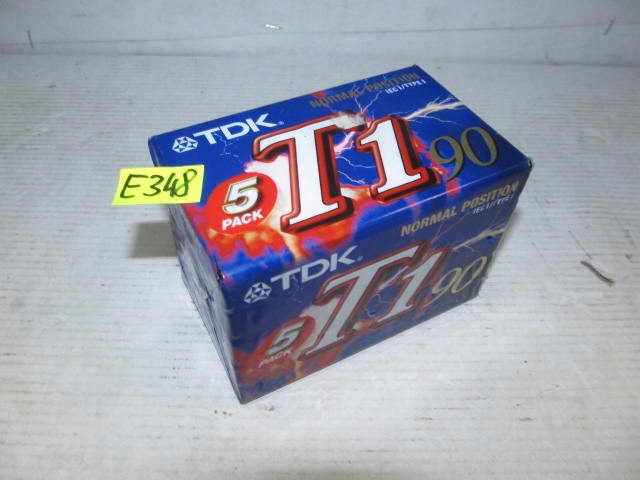 NORMAL POSITION
IEC I/TYPE I
TDK
T1 90
5
PACK
E348
NORMAL POSITION
IEC I/TYPE I
TDK
T1 90
5
PACK